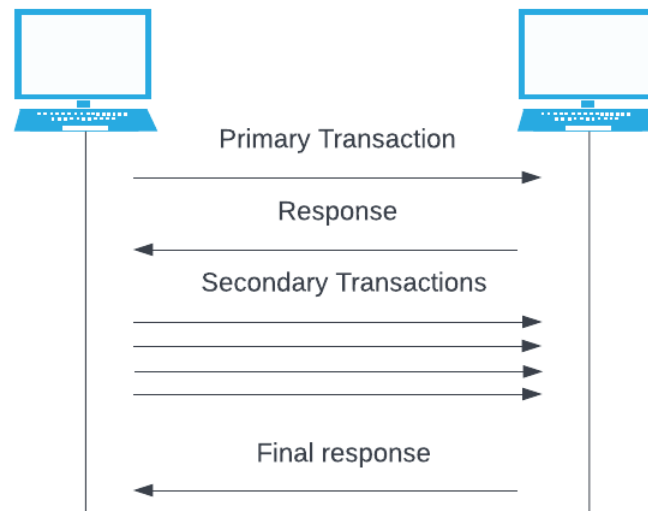 Primary Transaction
Response
Secondary Transactions
Final response